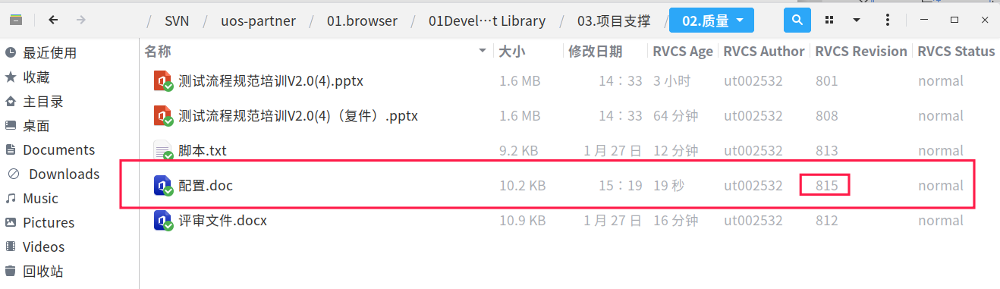 / SVN / uos-partner / 01.browser / 01Devel…t Library / 03.项目支撑 / 02.质量
最近使用
收藏
主目录
桌面
Documents
Downloads
Music
Pictures
Videos
回收站
名称 大小 修改日期 RVCS Age RVCS Author RVCS Revision RVCS Status
测试流程规范培训V2.0(4).pptx 1.6 MB 14：33 3 小时 ut002532 801 normal
测试流程规范培训V2.0(4)（复件）.pptx 1.6 MB 14：33 64 分钟 ut002532 808 normal
脚本.txt 9.2 KB 1 月 27 日 12 分钟 ut002532 813 normal
配置.doc 10.2 KB 15：19 19 秒 ut002532 815 normal
评审文件.docx 10.9 KB 1 月 27 日 16 分钟 ut002532 812 normal